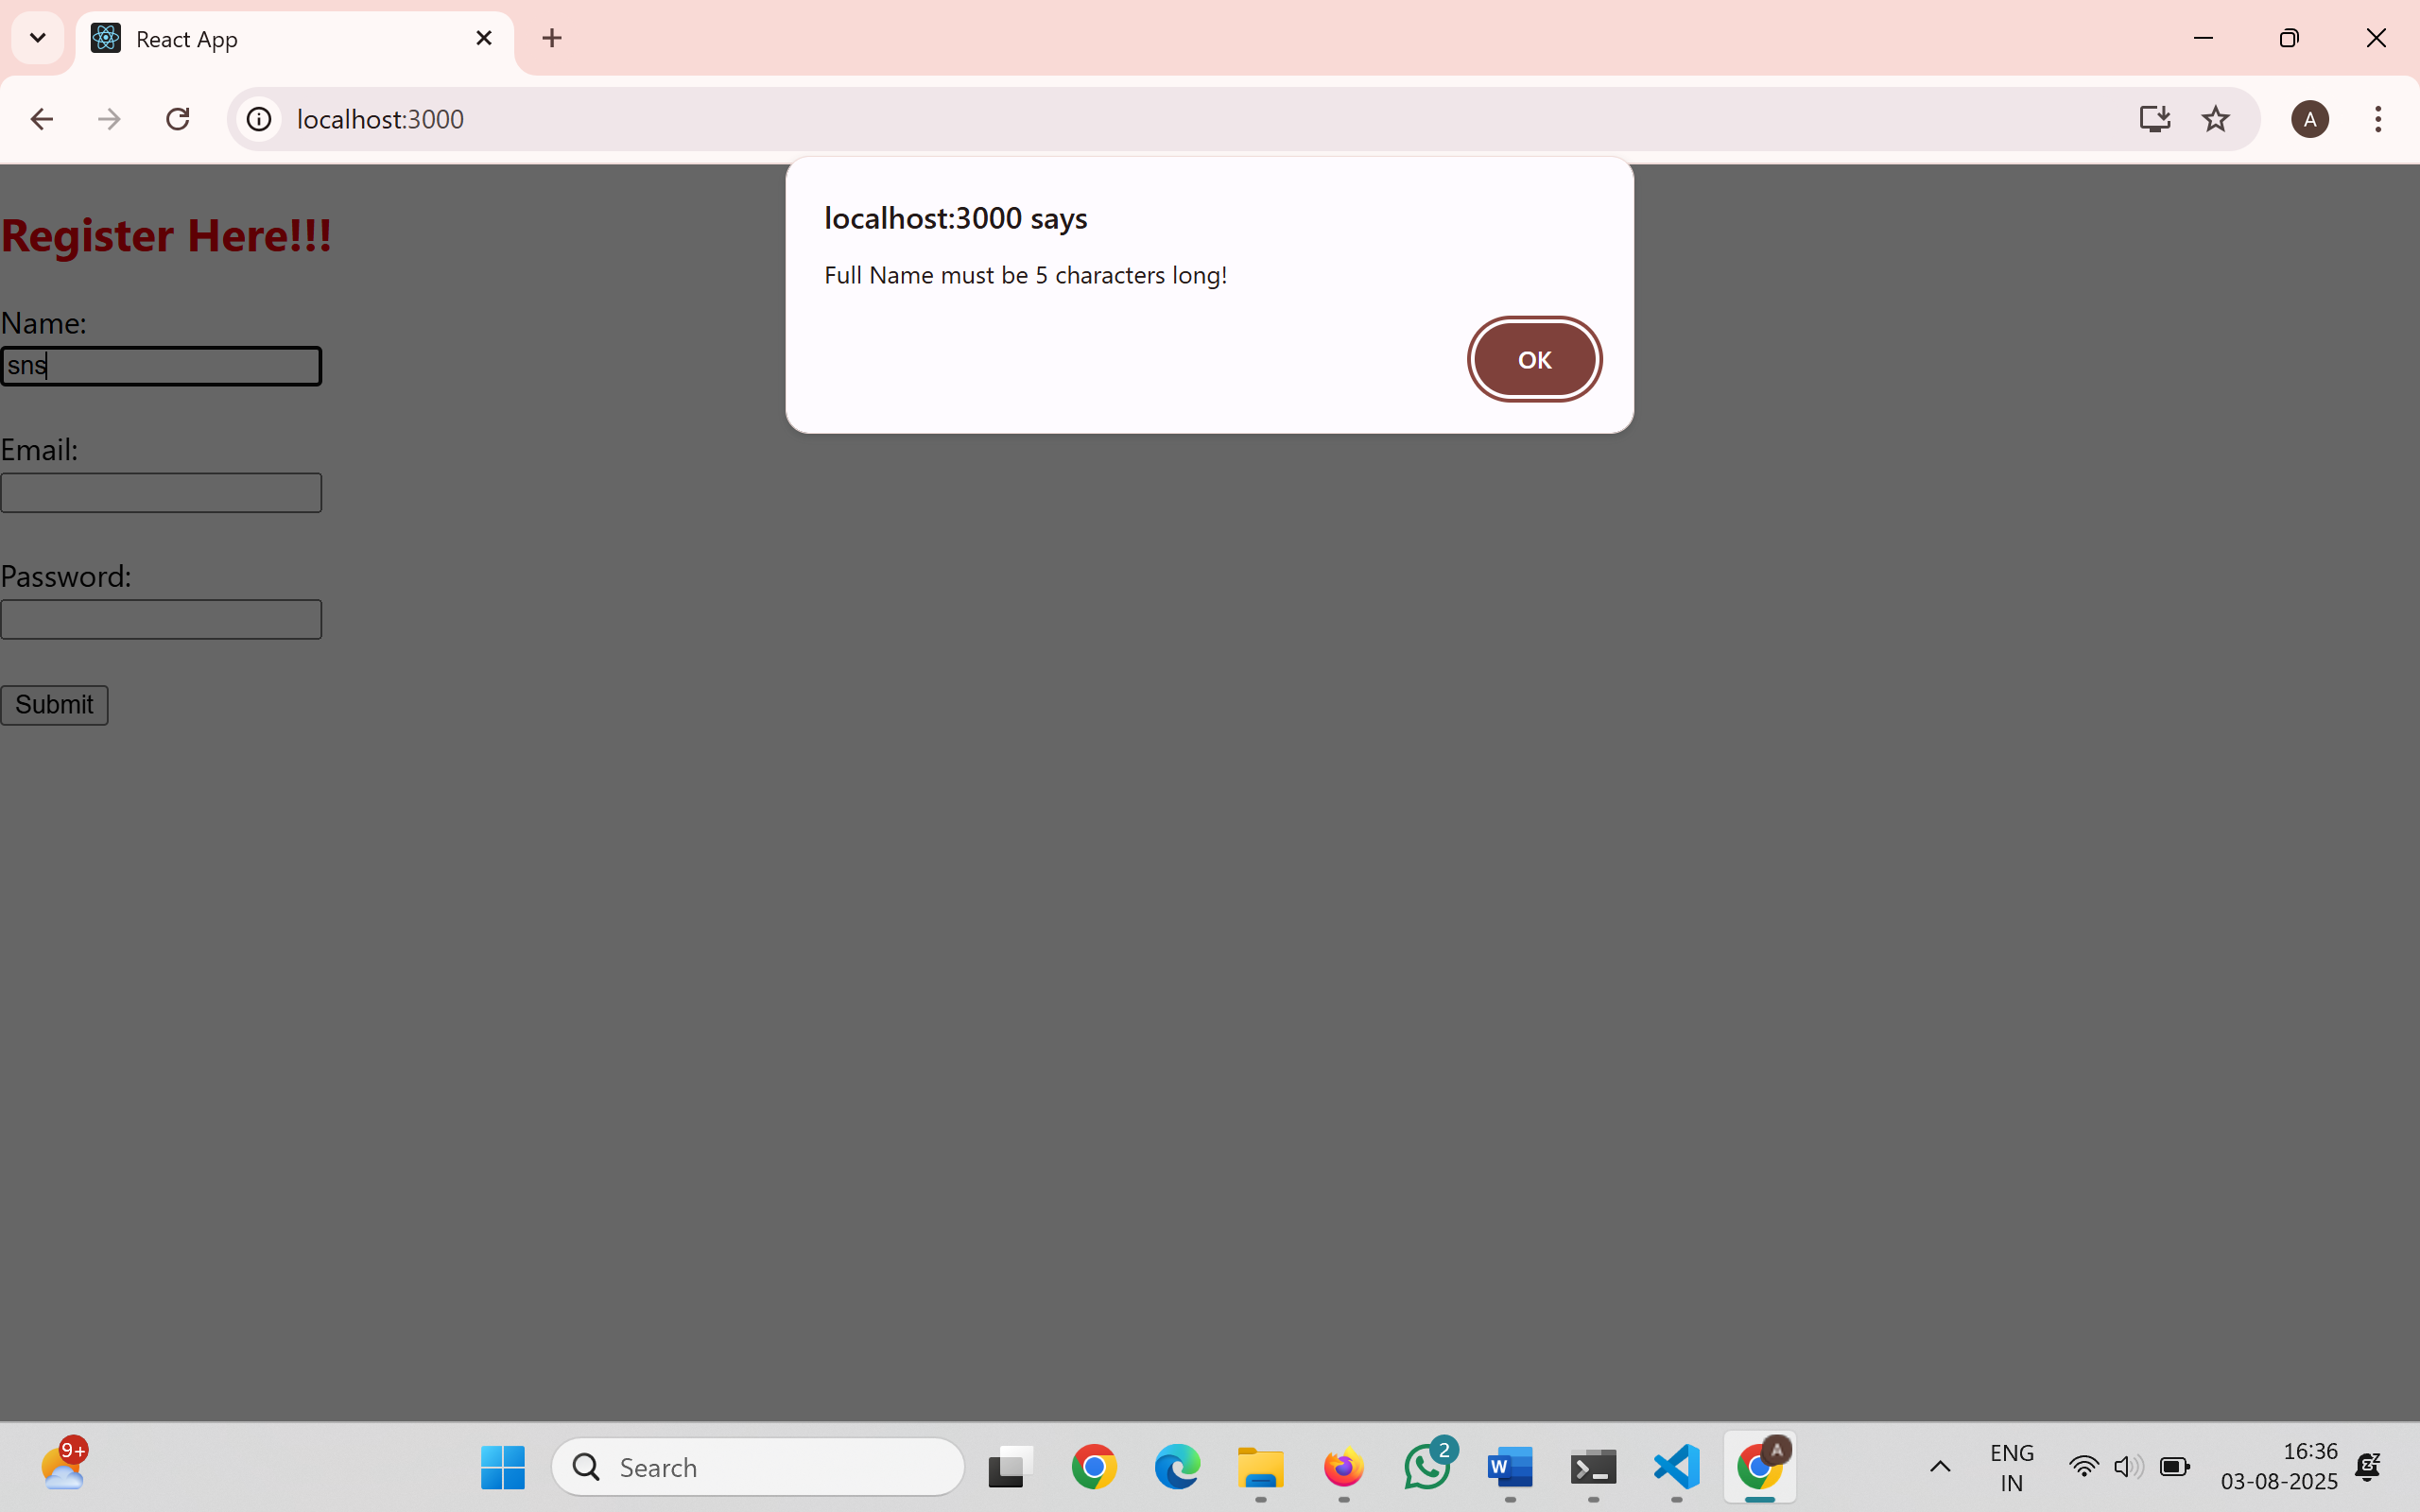 React App
localhost:3000
A
localhost:3000 says
Full Name must be 5 characters long!
OK
Register Here!!!
Name:
sns
Email:
Password:
Submit
9+
Search
2
W
A
ENG
IN
16:36
03-08-2025